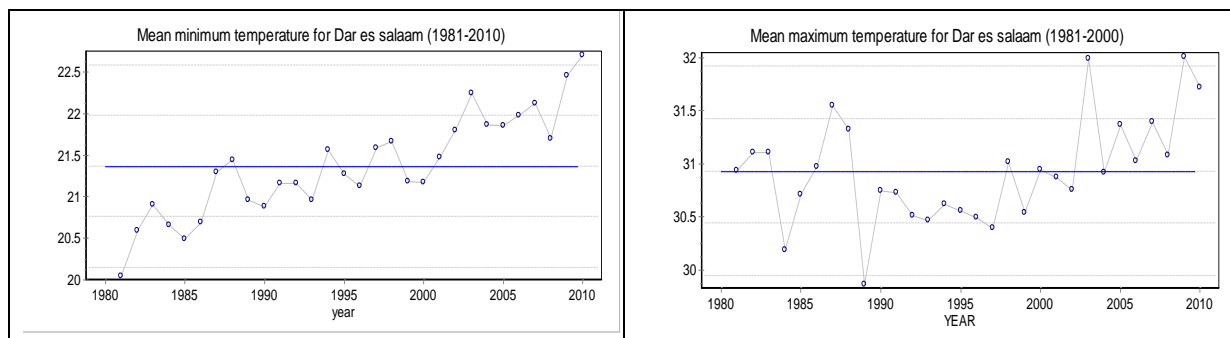 Mean minimum temperature for Dar es salaam (1981-2010)
22.5
22
21.5
21
20.5
20
1980 1985 1990 1995 2000 2005 2010
year
Mean maximum temperature for Dar es salaam (1981-2000)
32
31.5
31
30.5
30
1980 1985 1990 1995 2000 2005 2010
YEAR